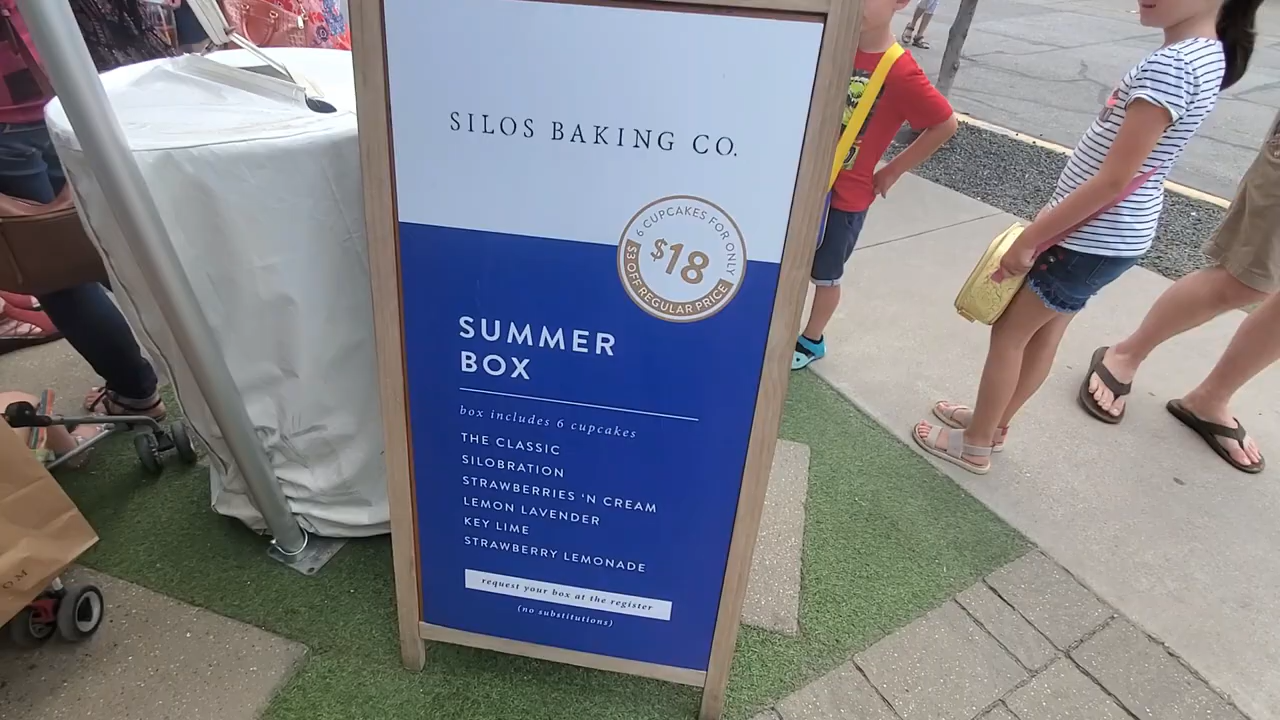 SILOS BAKING CO.
6 CUPCAKES FOR ONLY
$18
$3 OFF REGULAR PRICE
SUMMER
BOX
box includes 6 cupcakes
THE CLASSIC
SILOBRATION
STRAWBERRIES 'N CREAM
LEMON LAVENDER
KEY LIME
STRAWBERRY LEMONADE
request your box at the register
(no substitutions)